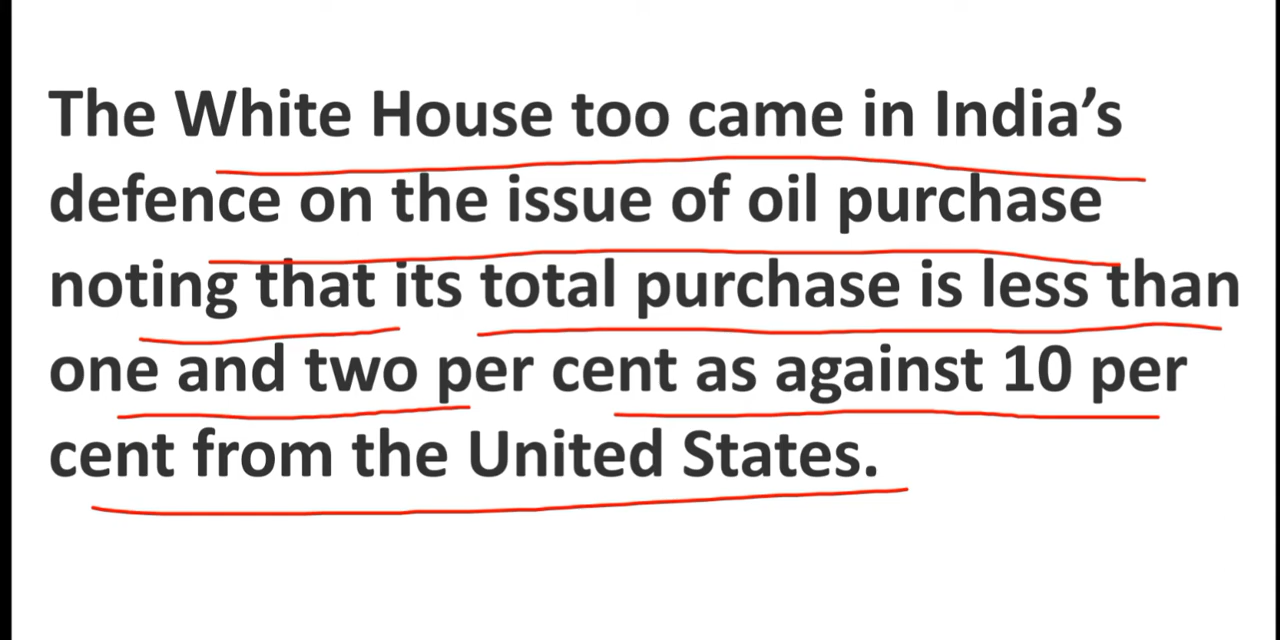 The White House too came in India’s
defence on the issue of oil purchase
noting that its total purchase is less than
one and two per cent as against 10 per
cent from the United States.